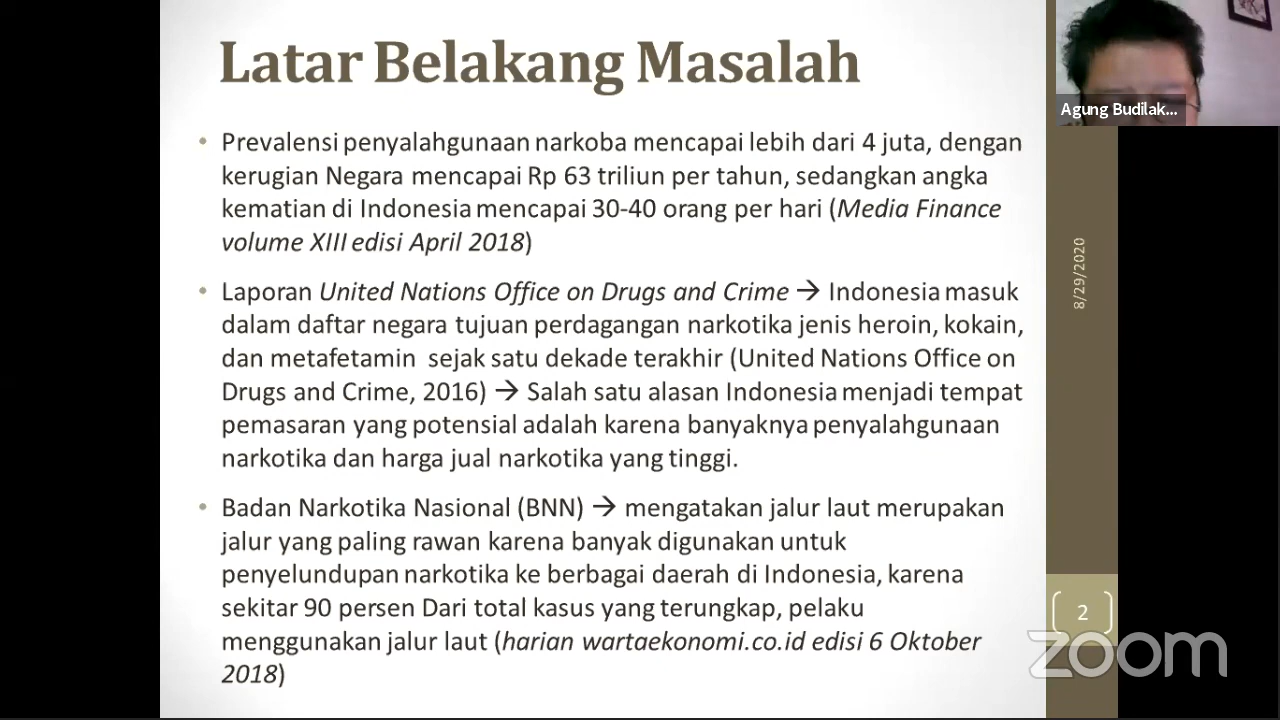 Latar Belakang Masalah
• Prevalensi penyalahgunaan narkoba mencapai lebih dari 4 juta, dengan
kerugian Negara mencapai Rp 63 triliun per tahun, sedangkan angka
kematian di Indonesia mencapai 30-40 orang per hari (Media Finance
volume XIII edisi April 2018)
• Laporan United Nations Office on Drugs and Crime → Indonesia masuk
dalam daftar negara tujuan perdagangan narkotika jenis heroin, kokain,
dan metafetamin sejak satu dekade terakhir (United Nations Office on
Drugs and Crime, 2016) → Salah satu alasan Indonesia menjadi tempat
pemasaran yang potensial adalah karena banyaknya penyalahgunaan
narkotika dan harga jual narkotika yang tinggi.
• Badan Narkotika Nasional (BNN) → mengatakan jalur laut merupakan
jalur yang paling rawan karena banyak digunakan untuk
penyelundupan narkotika ke berbagai daerah di Indonesia, karena
sekitar 90 persen Dari total kasus yang terungkap, pelaku
menggunakan jalur laut (harian wartaekonomi.co.id edisi 6 Oktober
2018)
Agung Budilak...
8/29/2020
2
zoom